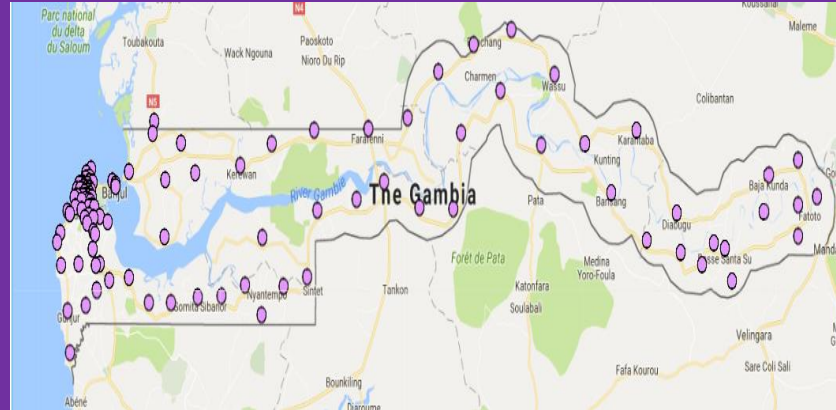 N4
Parc national
du delta
du Saloum
Toubakouta
Wack Ngouna
Paoskoto
Nioro Du Rip
Koussanar
Maleme
Charmen
Wassu
Colibantan
N5
Farafenni
Karantaba
Kunting
Kerewan
Banjul
River Gambie
The Gambia
Pata
Bansang
Diabugu
Baja Kunda
Fatoto
Basse Santa Su
Forêt de Pata
Medina
Yoro-Foula
Nyantempo
Sintet
Tankon
Katonfara
Soulabali
Gunjur
Velingara
Sare Coli Sali
Fafa Kourou
Bounkiling
Diaroume
Abéné